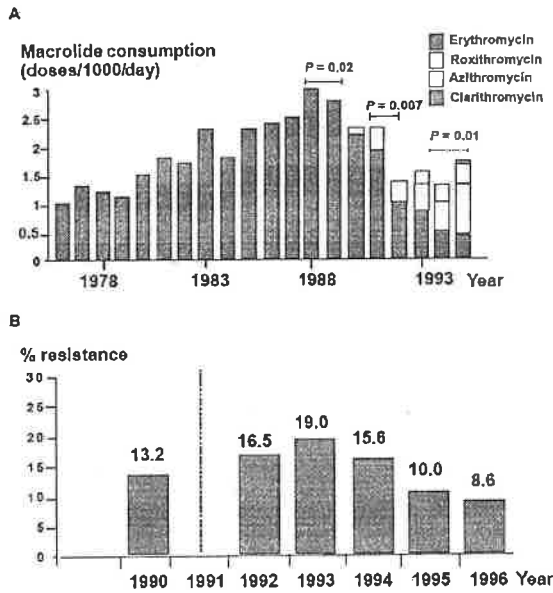 A
Macrolide consumption
(doses/1000/day)
Erythromycin
Roxithromycin
Azithromycin
Clarithromycin
P = 0.02
P = 0.007
P = 0.01
3
2.5
2
1.5
1
0.5
0
1978 1983 1988 1993 Year
B
% resistance
30
25
20
15
10
5
0
13.2 16.5 19.0 15.6 10.0 8.6
1990 1991 1992 1993 1994 1995 1996 Year